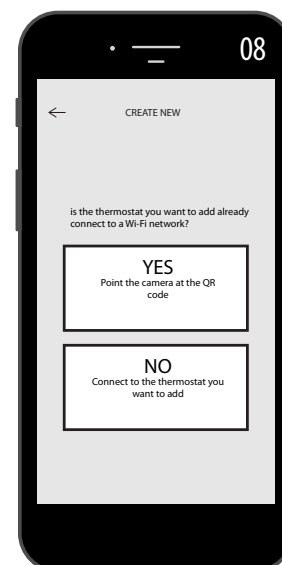 08
CREATE NEW
is the thermostat you want to add already
connect to a Wi-Fi network?
YES
Point the camera at the QR
code
NO
Connect to the thermostat you
want to add